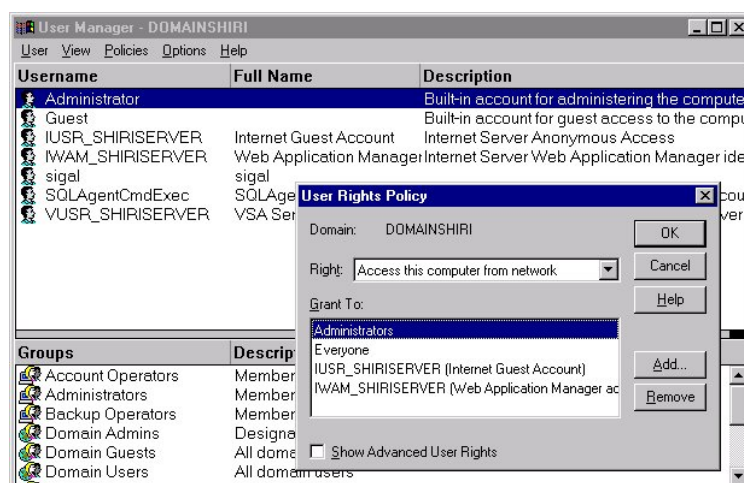 User Manager - DOMAINSHIRI
User View Policies Options Help
Username Full Name Description
Administrator Built-in account for administering the compute
Guest Built-in account for guest access to the compu
IUSR_SHIRISERVER Internet Guest Account Internet Server Anonymous Access
IWAM_SHIRISERVER Web Application Manager Internet Server Web Application Manager ide
sigal sigal
SQLAgentCmdExec SQLAge cou
VUSR_SHIRISERVER VSA Ser ver
User Rights Policy
Domain: DOMAINSHIRI
OK
Right: Access this computer from network
Cancel
Help
Grant To:
Administrators
Everyone
IUSR_SHIRISERVER (Internet Guest Account)
IWAM_SHIRISERVER (Web Application Manager ac
Add...
Remove
Show Advanced User Rights
Groups Descrip
Account Operators Member
Administrators Member
Backup Operators Member
Domain Admins Designa
Domain Guests All doma
Domain Users All domain users